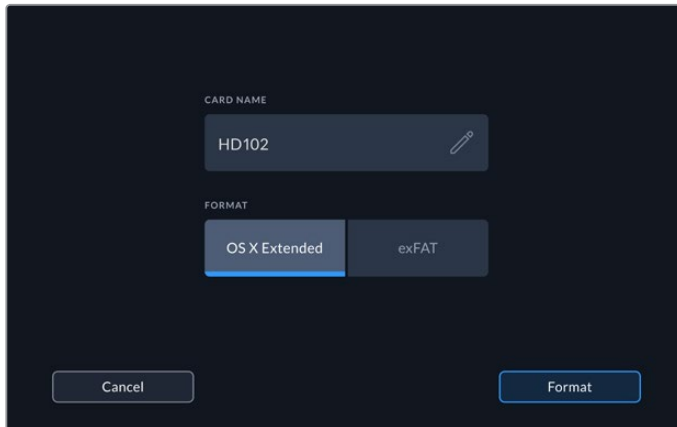 CARD NAME
HD102
FORMAT
OS X Extended exFAT
Cancel Format